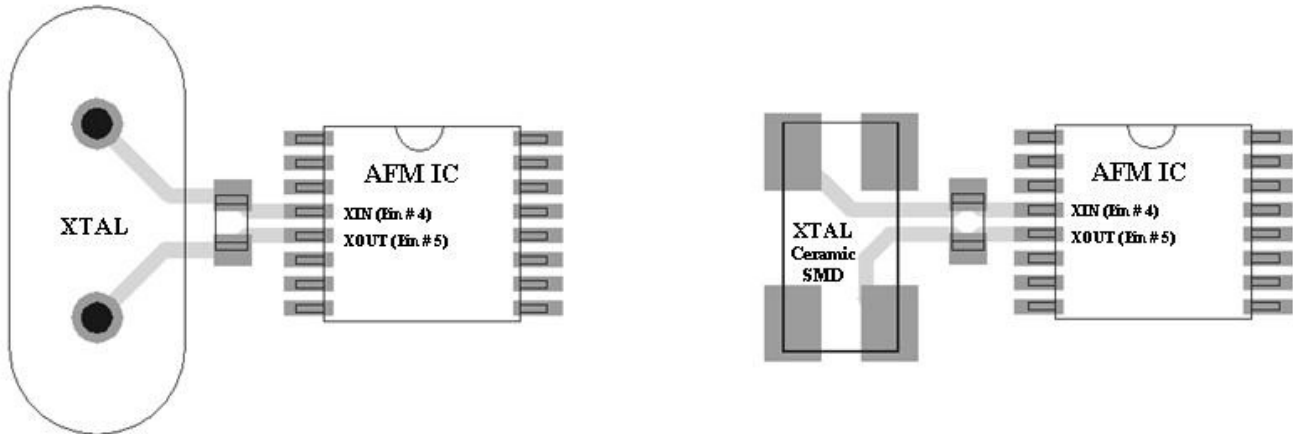 XTAL
AFM IC
XIN (Pin # 4)
XOUT (Pin # 5)
XTAL
Ceramic
SMD
AFM IC
XIN (Pin # 4)
XOUT (Pin # 5)